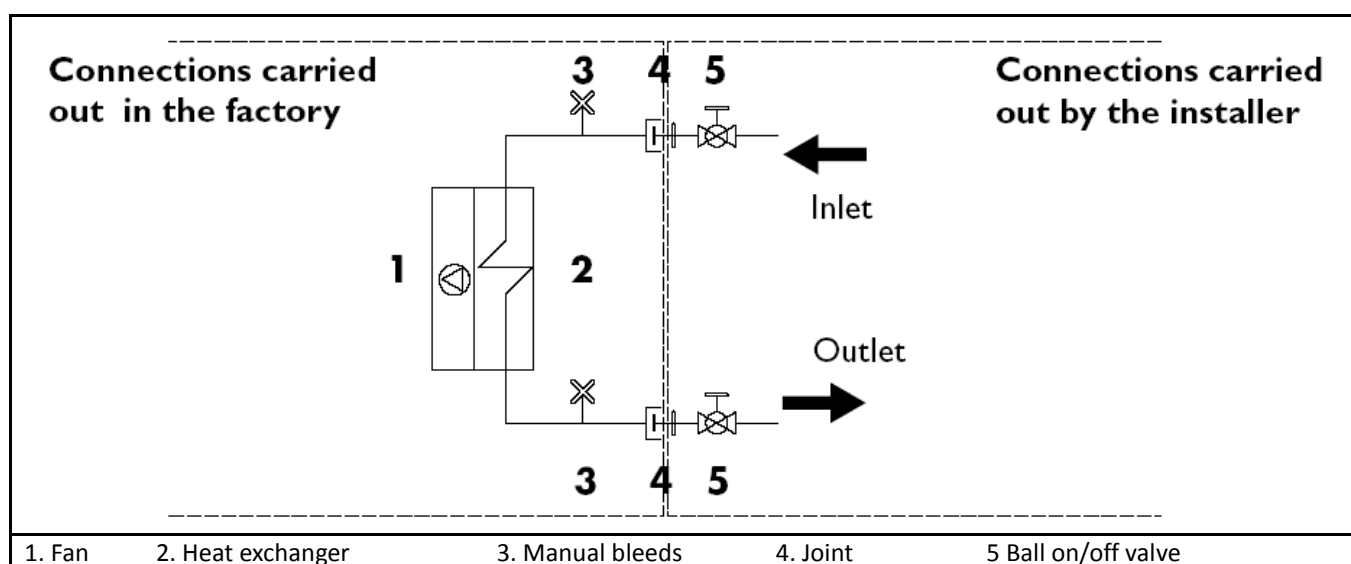 Connections carried
out in the factory
3 4 5
Connections carried
out by the installer
Inlet
1 2
Outlet
3 4 5
1. Fan 2. Heat exchanger 3. Manual bleeds 4. Joint 5 Ball on/off valve